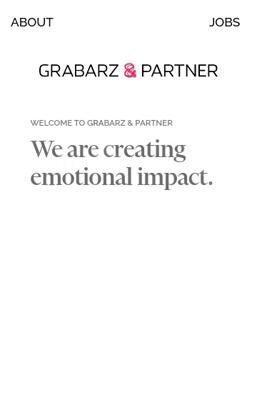 ABOUT JOBS
GRABARZ & PARTNER
WELCOME TO GRABARZ & PARTNER
We are creating
emotional impact.